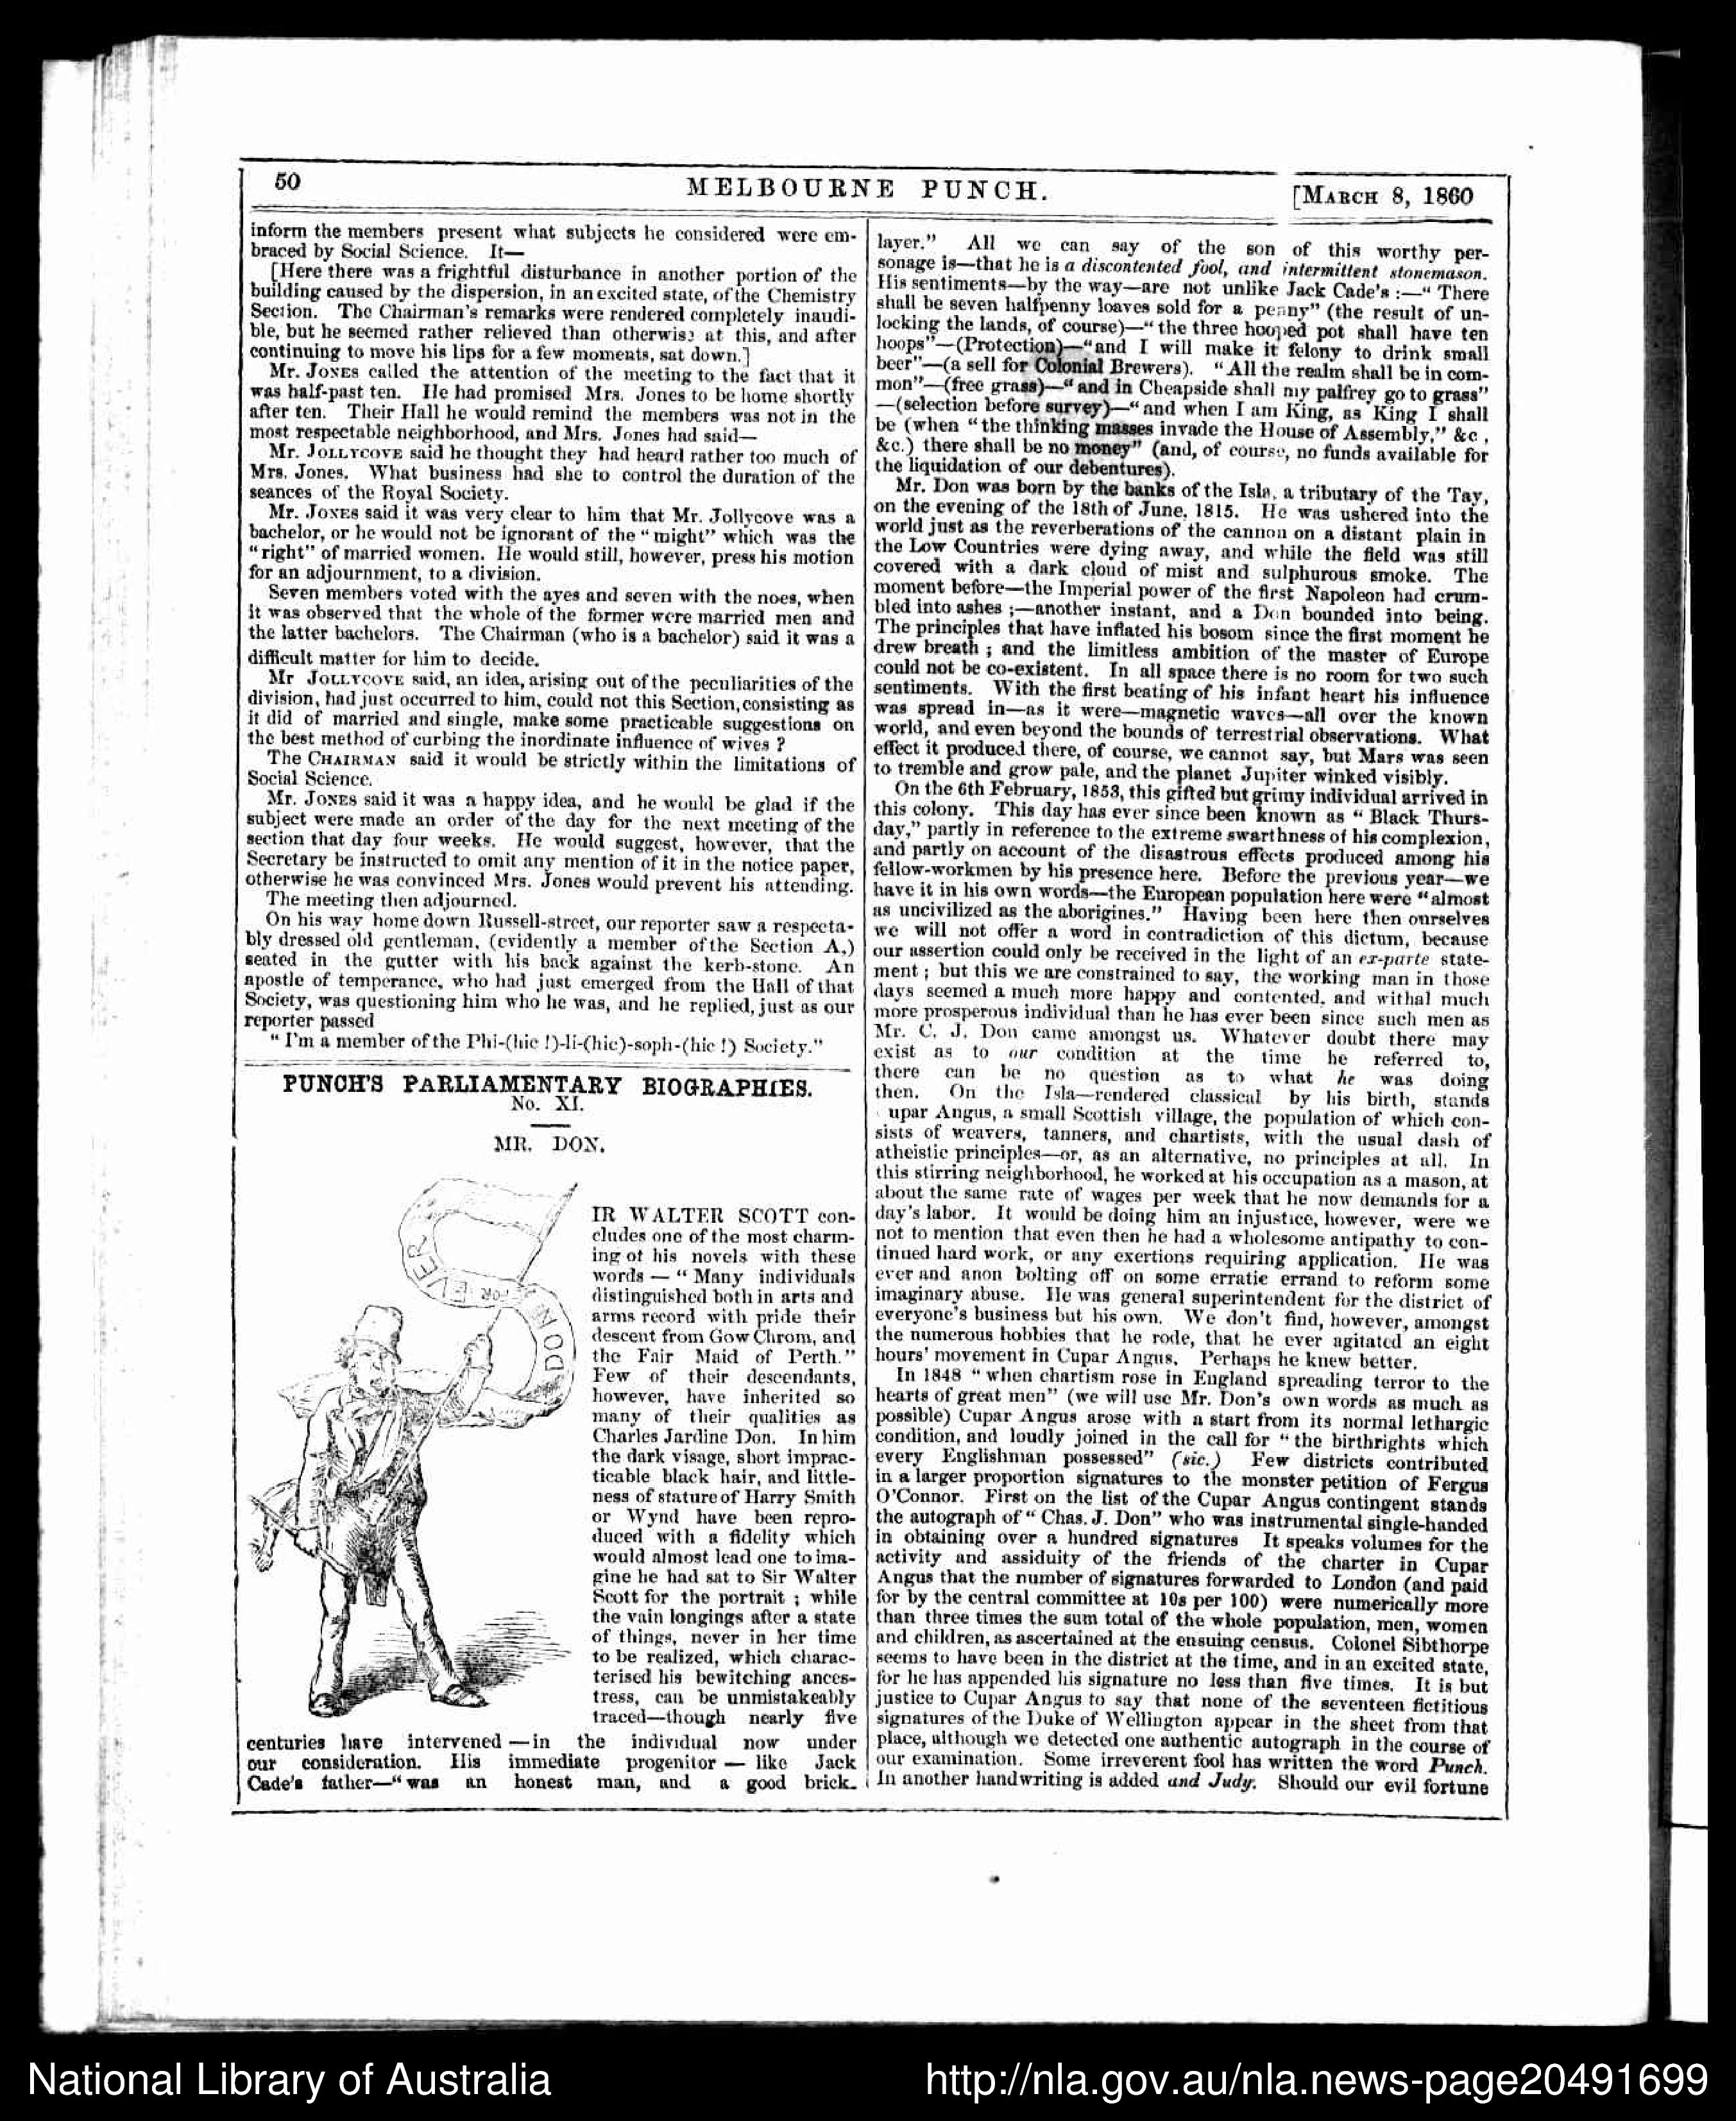 50
MELBOURNE PUNCH.
[MARCH 8, 1860
inform the members present what subjects he considered were em-
braced by Social Science. It—
[Here there was a frightful disturbance in another portion of the
building caused by the dispersion, in an excited state, of the Chemistry
Section. The Chairman's remarks were rendered completely inaudi-
ble, but he seemed rather relieved than otherwise at this, and after
continuing to move his lips for a few moments, sat down.]
Mr. JONES called the attention of the meeting to the fact that it
was half-past ten. He had promised Mrs. Jones to be home shortly
after ten. Their Hall he would remind the members was not in the
most respectable neighborhood, and Mrs. Jones had said—
Mr. JOLLYCOVE said he thought they had heard rather too much of
Mrs. Jones. What business had she to control the duration of the
seances of the Royal Society.
Mr. JONES said it was very clear to him that Mr. Jollycove was a
bachelor, or he would not be ignorant of the "might" which was the
"right" of married women. He would still, however, press his motion
for an adjournment, to a division.
Seven members voted with the ayes and seven with the noes, when
it was observed that the whole of the former were married men and
the latter bachelors. The Chairman (who is a bachelor) said it was a
difficult matter for him to decide.
Mr JOLLYCOVE said, an idea, arising out of the peculiarities of the
division, had just occurred to him, could not this Section, consisting as
it did of married and single, make some practicable suggestions on
the best method of curbing the inordinate influence of wives ?
The CHAIRMAN said it would be strictly within the limitations of
Social Science.
Mr. JONES said it was a happy idea, and he would be glad if the
subject were made an order of the day for the next meeting of the
section that day four weeks. He would suggest, however, that the
Secretary be instructed to omit any mention of it in the notice paper,
otherwise he was convinced Mrs. Jones would prevent his attending.
The meeting then adjourned.
On his way home down Russell-street, our reporter saw a respecta-
bly dressed old gentleman, (evidently a member of the Section A,)
seated in the gutter with his back against the kerb-stone. An
apostle of temperance, who had just emerged from the Hall of that
Society, was questioning him who he was, and he replied, just as our
reporter passed
"I'm a member of the Phi-(hic !)-li-(hic)-soph-(hic !) Society."
PUNCH'S PARLIAMENTARY BIOGRAPHIES.
No. XI.
MR. DON.
DON FOR EVER
IR WALTER SCOTT con-
cludes one of the most charm-
ing of his novels with these
words — "Many individuals
distinguished both in arts and
arms record with pride their
descent from Gow Chrom, and
the Fair Maid of Perth."
Few of their descendants,
however, have inherited so
many of their qualities as
Charles Jardine Don. In him
the dark visage, short imprac-
ticable black hair, and little-
ness of stature of Harry Smith
or Wynd have been repro-
duced with a fidelity which
would almost lead one to ima-
gine he had sat to Sir Walter
Scott for the portrait ; while
the vain longings after a state
of things, never in her time
to be realized, which charac-
terised his bewitching ances-
tress, can be unmistakeably
traced—though nearly five
centuries have intervened—in the individual now under
our consideration. His immediate progenitor — like Jack
Cade's father—"was an honest man, and a good brick-
layer." All we can say of the son of this worthy per-
sonage is—that he is a discontented fool, and intermittent stonemason.
His sentiments—by the way—are not unlike Jack Cade's :—"There
shall be seven halfpenny loaves sold for a penny" (the result of un-
locking the lands, of course)—"the three hooped pot shall have ten
hoops"—(Protection)—"and I will make it felony to drink small
beer"—(a sell for Colonial Brewers). "All the realm shall be in com-
mon"—(free grass)—"and in Cheapside shall my palfrey go to grass"
—(selection before survey)—"and when I am King, as King I shall
be (when "the thinking masses invade the House of Assembly," &c ,
&c.) there shall be no money" (and, of course, no funds available for
the liquidation of our debentures).
Mr. Don was born by the banks of the Isla, a tributary of the Tay,
on the evening of the 18th of June, 1815. He was ushered into the
world just as the reverberations of the cannon on a distant plain in
the Low Countries were dying away, and while the field was still
covered with a dark cloud of mist and sulphurous smoke. The
moment before—the Imperial power of the first Napoleon had crum-
bled into ashes ;—another instant, and a Don bounded into being.
The principles that have inflated his bosom since the first moment he
drew breath ; and the limitless ambition of the master of Europe
could not be co-existent. In all space there is no room for two such
sentiments. With the first beating of his infant heart his influence
was spread in—as it were—magnetic waves—all over the known
world, and even beyond the bounds of terrestrial observations. What
effect it produced there, of course, we cannot say, but Mars was seen
to tremble and grow pale, and the planet Jupiter winked visibly.
On the 6th February, 1853, this gifted but grimy individual arrived in
this colony. This day has ever since been known as "Black Thurs-
day," partly in reference to the extreme swarthness of his complexion,
and partly on account of the disastrous effects produced among his
fellow-workmen by his presence here. Before the previous year—we
have it in his own words—the European population here were "almost
as uncivilized as the aborigines." Having been here then ourselves
we will not offer a word in contradiction of this dictum, because
our assertion could only be received in the light of an ex-parte state-
ment ; but this we are constrained to say, the working man in those
days seemed a much more happy and contented, and withal much
more prosperous individual than he has ever been since such men as
Mr. C. J. Don came amongst us. Whatever doubt there may
exist as to our condition at the time he referred to,
there can be no question as to what he was doing
then. On the Isla—rendered classical by his birth, stands
upar Angus, a small Scottish village, the population of which con-
sists of weavers, tanners, and chartists, with the usual dash of
atheistic principles—or, as an alternative, no principles at all. In
this stirring neighborhood, he worked at his occupation as a mason, at
about the same rate of wages per week that he now demands for a
day's labor. It would be doing him an injustice, however, were we
not to mention that even then he had a wholesome antipathy to con-
tinued hard work, or any exertions requiring application. He was
ever and anon bolting off on some erratic errand to reform some
imaginary abuse. He was general superintendent for the district of
everyone's business but his own. We don't find, however, amongst
the numerous hobbies that he rode, that he ever agitated an eight
hours' movement in Cupar Angus. Perhaps he knew better.
In 1848 "when chartism rose in England spreading terror to the
hearts of great men" (we will use Mr. Don's own words as much as
possible) Cupar Angus arose with a start from its normal lethargic
condition, and loudly joined in the call for "the birthrights which
every Englishman possessed" (sic.) Few districts contributed
in a larger proportion signatures to the monster petition of Fergus
O'Connor. First on the list of the Cupar Angus contingent stands
the autograph of "Chas. J. Don" who was instrumental single-handed
in obtaining over a hundred signatures It speaks volumes for the
activity and assiduity of the friends of the charter in Cupar
Angus that the number of signatures forwarded to London (and paid
for by the central committee at 10s per 100) were numerically more
than three times the sum total of the whole population, men, women
and children, as ascertained at the ensuing census. Colonel Sibthorpe
seems to have been in the district at the time, and in an excited state,
for he has appended his signature no less than five times. It is but
justice to Cupar Angus to say that none of the seventeen fictitious
signatures of the Duke of Wellington appear in the sheet from that
place, although we detected one authentic autograph in the course of
our examination. Some irreverent fool has written the word Punch.
In another handwriting is added and Judy. Should our evil fortune
National Library of Australia
http://nla.gov.au/nla.news-page20491699